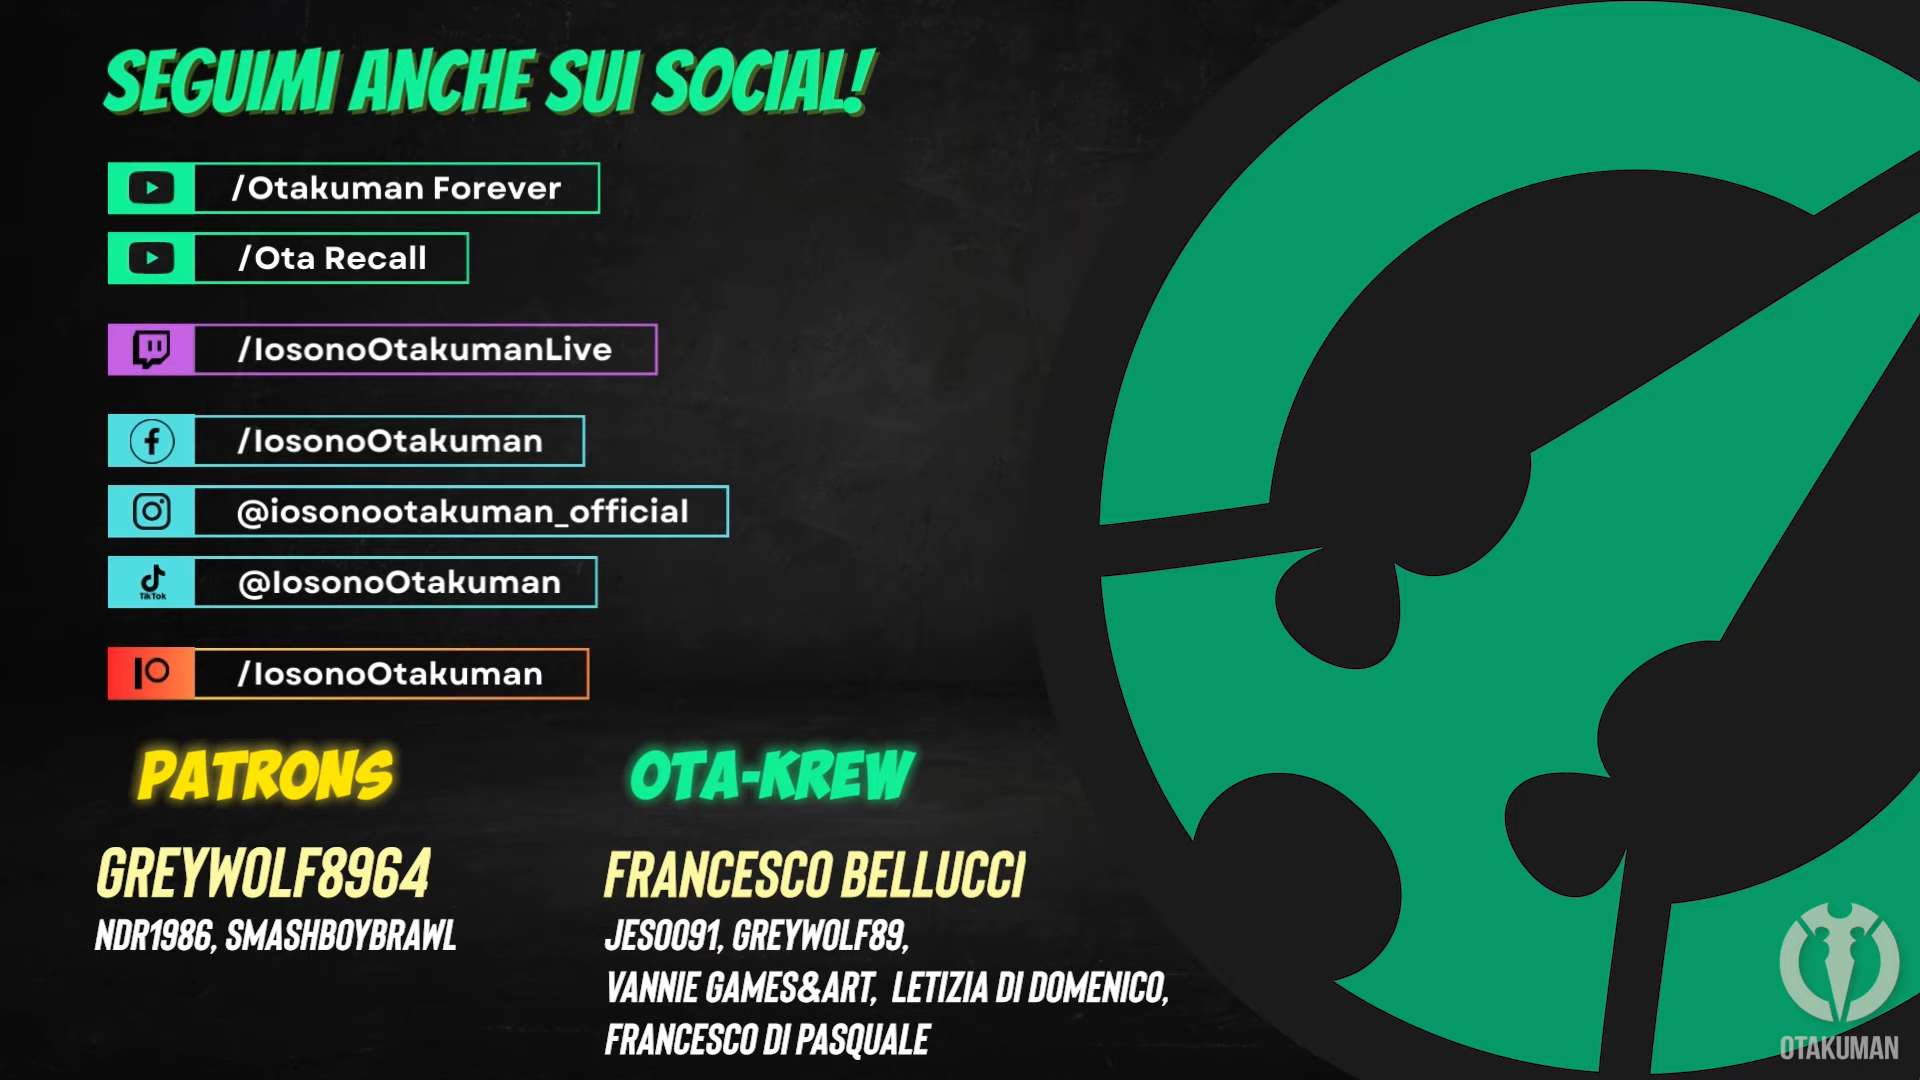 SEGUIMI ANCHE SUI SOCIAL!
/Otakuman Forever
/Ota Recall
/IosonoOtakumanLive
/IosonoOtakuman
@iosonootakuman_official
TikTok
@IosonoOtakuman
/IosonoOtakuman
PATRONS
GREYWOLF8964
NDR1986, SMASHBOYBRAWL
OTA-KREW
FRANCESCO BELLUCCI
JESOO91, GREYWOLF89,
VANNIE GAMES&ART, LETIZIA DI DOMENICO,
FRANCESCO DI PASQUALE
OTAKUMAN